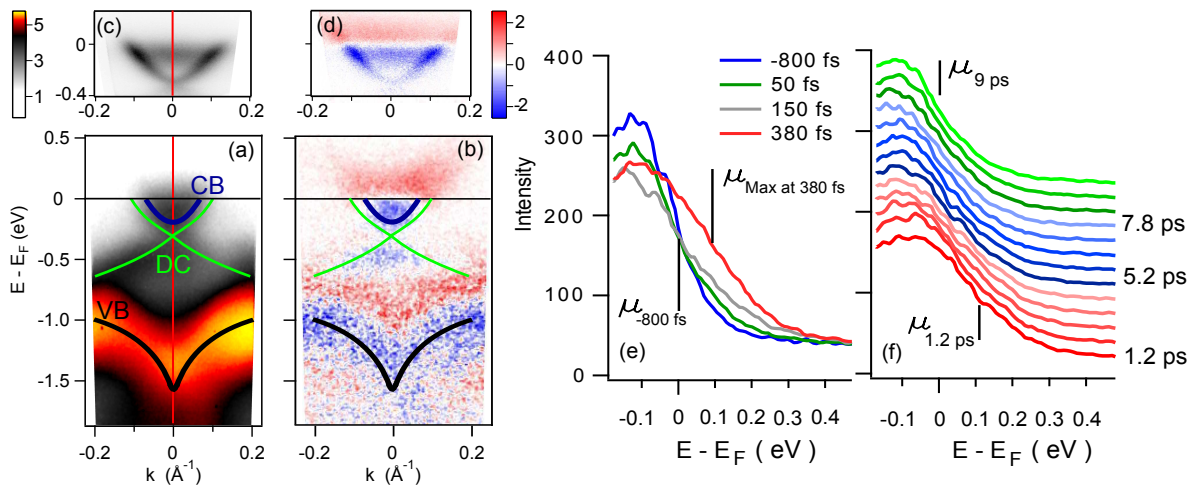 5
3
1
(c)
0
-0.4
-0.2
0
0.2
(d)
-0.2
0
0.2
2
1
0
-1
-2
0.5
0
-0.5
-1.0
-1.5
E - E_F (eV)
(a)
CB
DC
VB
-0.2
0
0.2
k (Å⁻¹)
(b)
-0.2
0
0.2
k (Å⁻¹)
400
300
200
100
0
Intensity
-800 fs
50 fs
150 fs
380 fs
μ_Max at 380 fs
μ_-800 fs
(e)
-0.1
0
0.1
0.2
0.3
0.4
E - E_F ( eV )
μ_9 ps
7.8 ps
5.2 ps
μ_1.2 ps
1.2 ps
(f)
-0.1
0
0.1
0.2
0.3
0.4
E - E_F ( eV )